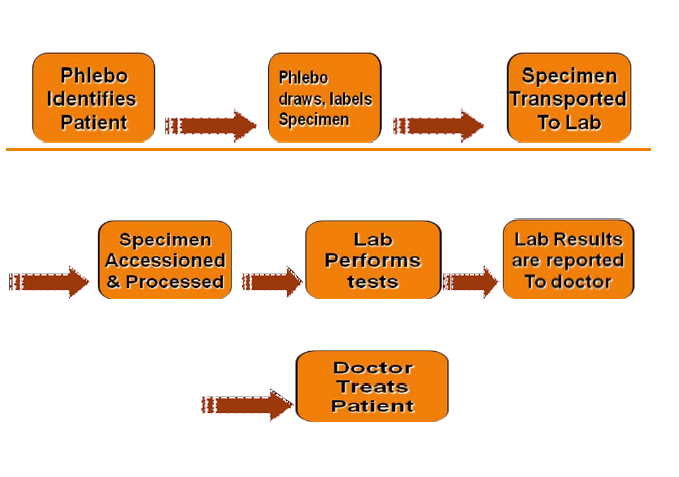 Phlebo
Identifies
Patient
Phlebo
draws, labels
Specimen
Specimen
Transported
To Lab
Specimen
Accessioned
& Processed
Lab
Performs
tests
Lab Results
are reported
To doctor
Doctor
Treats
Patient